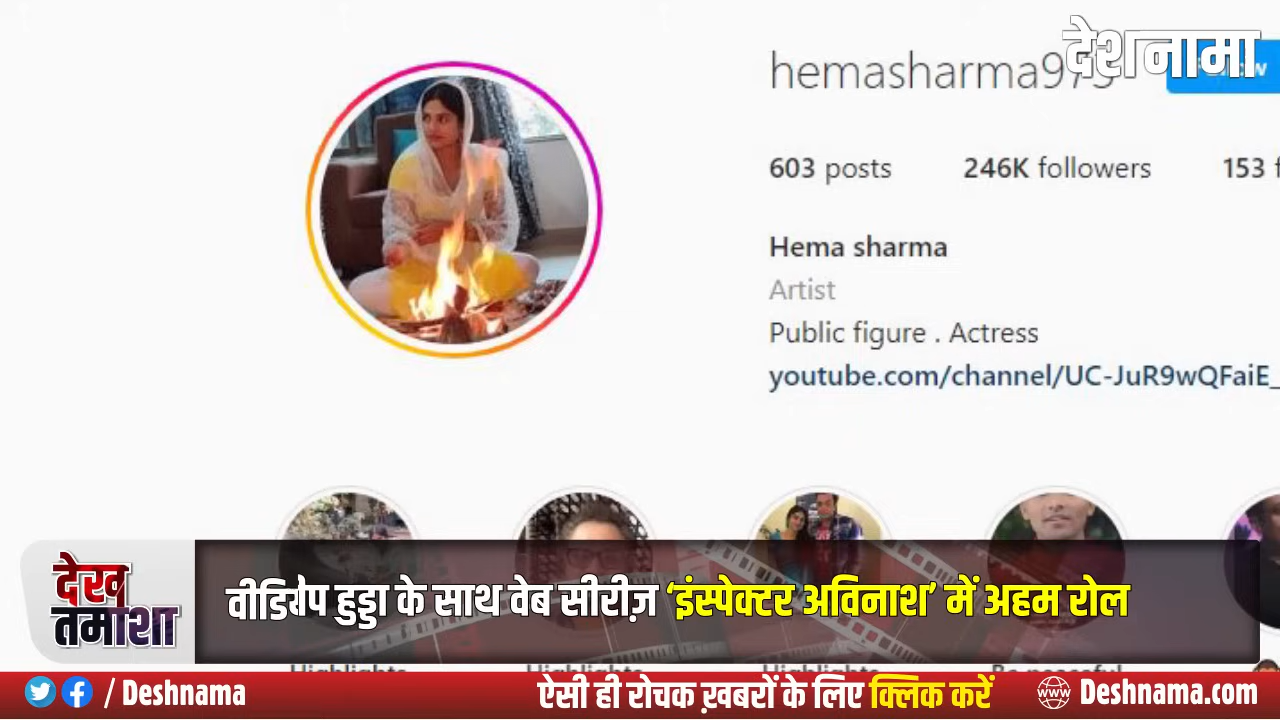 देशनामा
hemasharma973
603 posts 246K followers 153
Hema sharma
Artist
Public figure . Actress
youtube.com/channel/UC-JuR9wQFaiE_
देख
तमाशा
हुड्डा के साथ वेब सीरीज़ ‘इंस्पेक्टर अविनाश’ में अहम रोल
/ Deshnama ऐसी ही रोचक ख़बरों के लिए क्लिक करें Deshnama.com